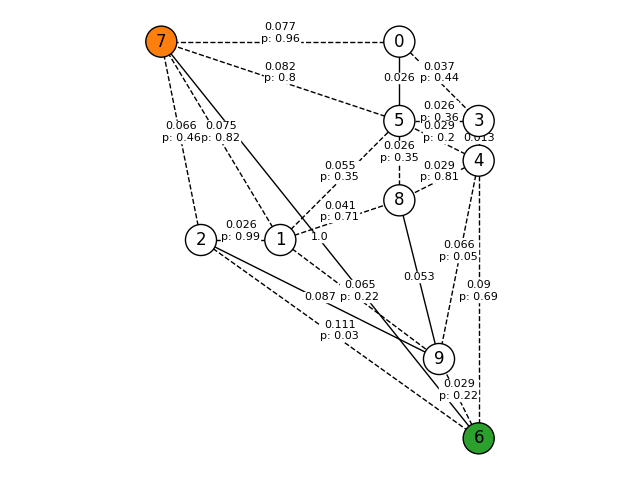 7
0.077
p: 0.96
0
0.037
p: 0.44
0.082
p: 0.8
0.026
0.026
p: 0.36
5
3
0.066
p: 0.46
0.075
p: 0.82
0.029
p: 0.2
0.013
0.026
p: 0.35
4
0.055
p: 0.35
0.029
p: 0.81
8
0.041
p: 0.71
0.026
p: 0.99
2
1
1.0
0.066
p: 0.05
0.053
0.087
0.065
p: 0.22
0.09
p: 0.69
0.111
p: 0.03
9
0.029
p: 0.22
6